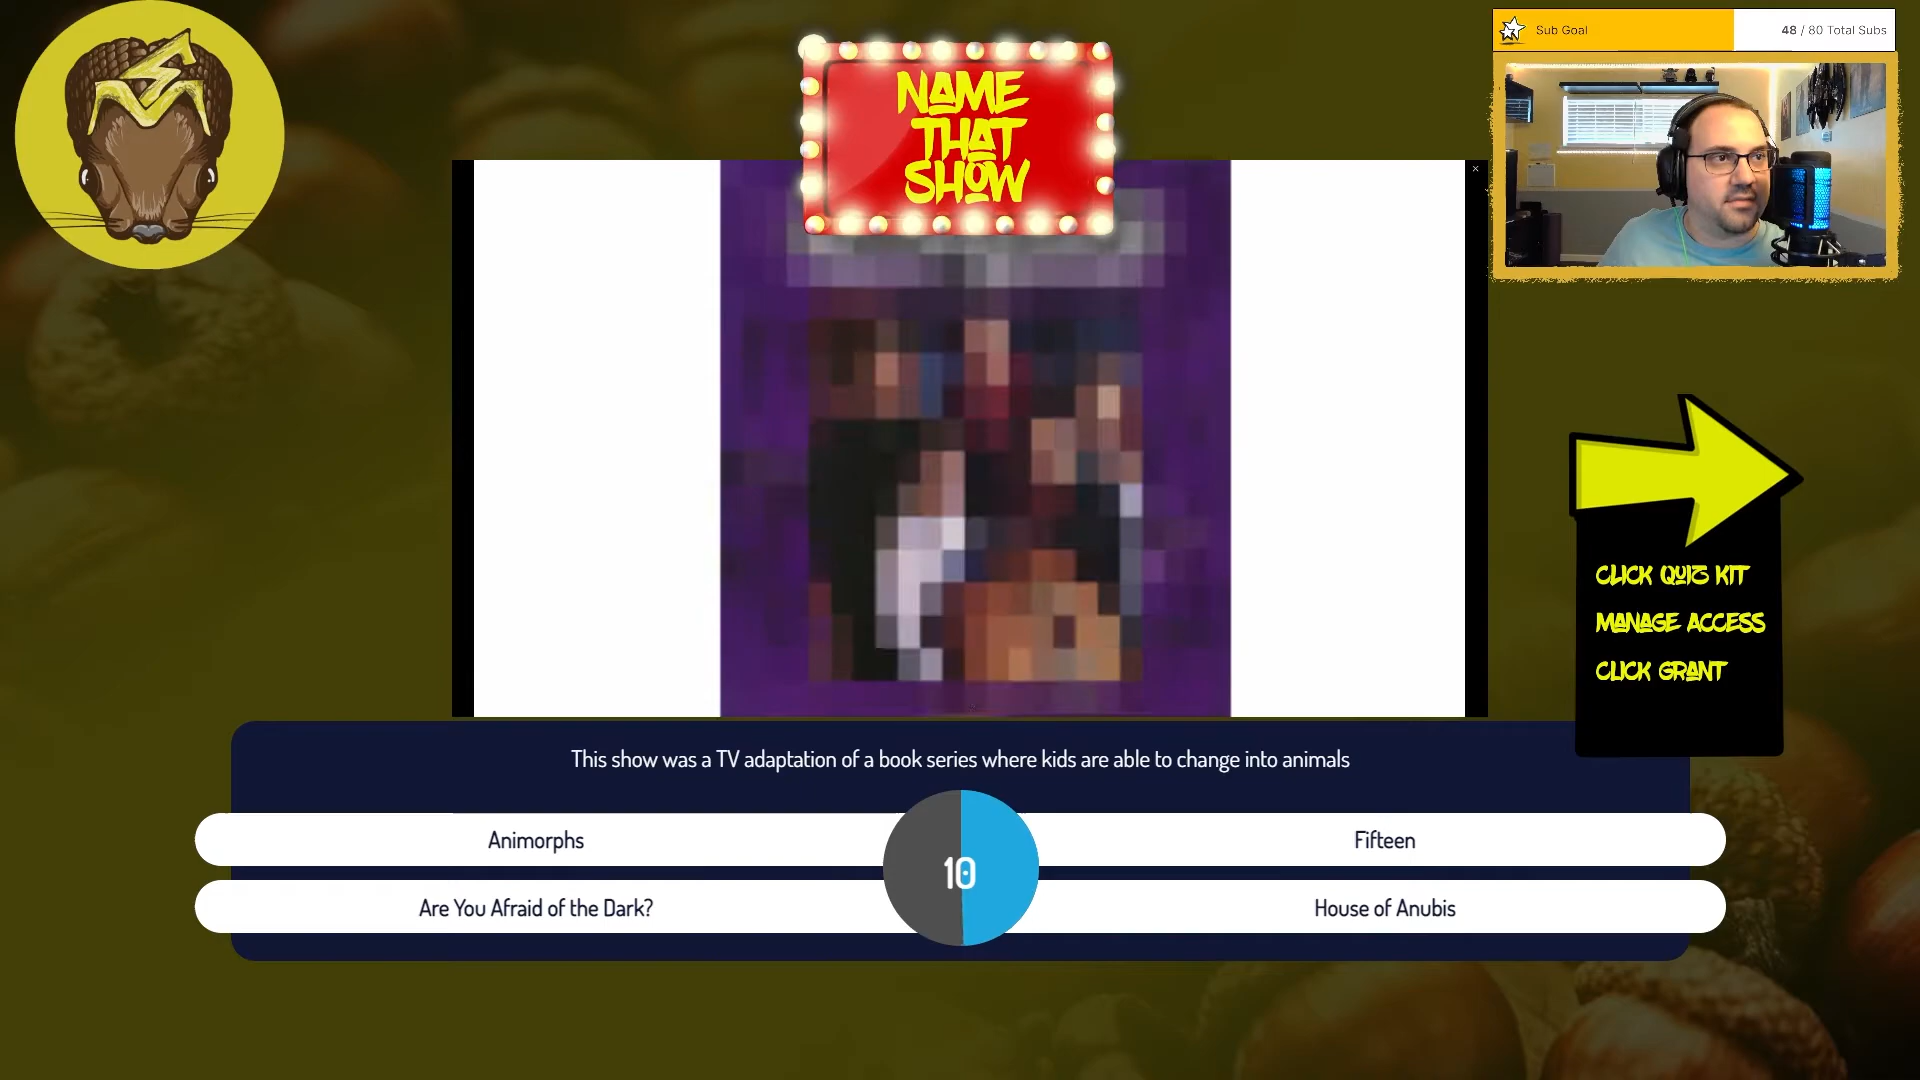 Sub Goal
48 / 80 Total Subs
NAME
THAT
SHOW
CLICK QUIZ KIT
MANAGE ACCESS
CLICK GRANT
This show was a TV adaptation of a book series where kids are able to change into animals
Animorphs
Fifteen
10
Are You Afraid of the Dark?
House of Anubis